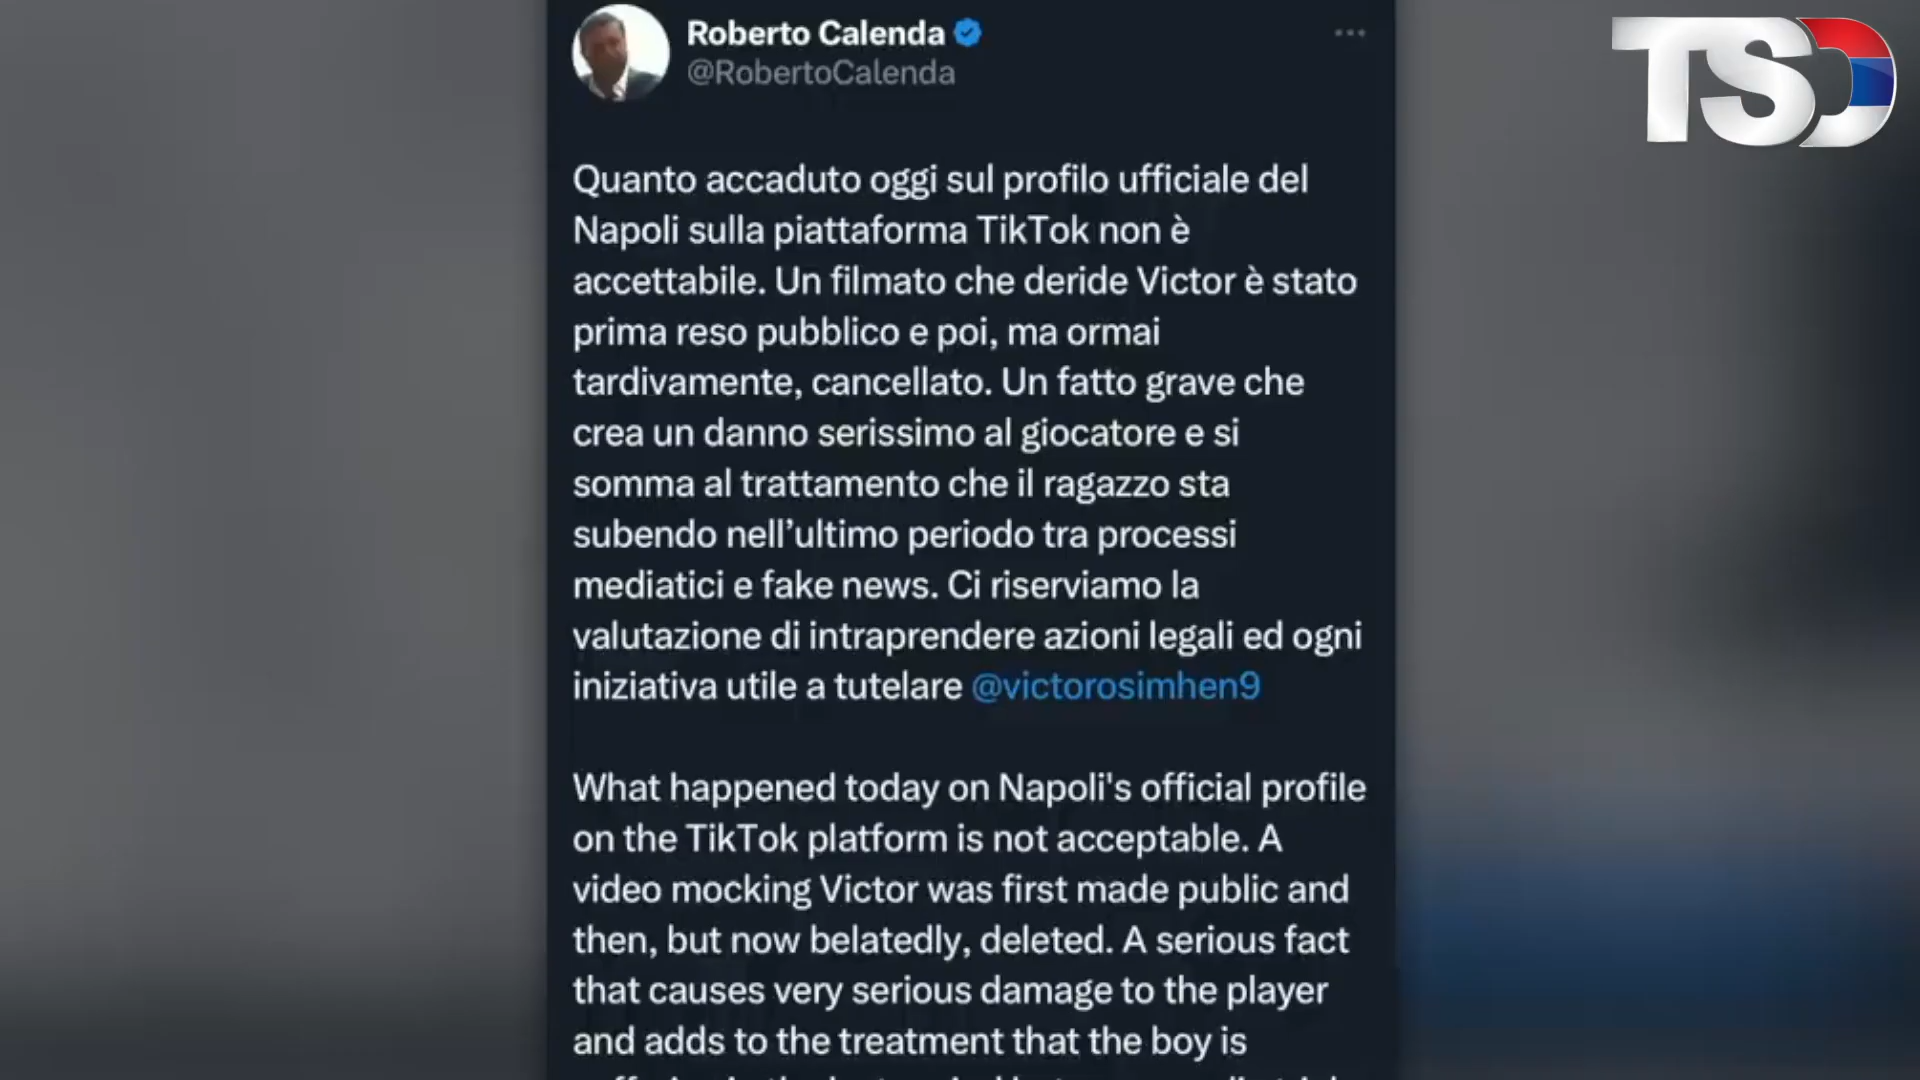 Roberto Calenda
@RobertoCalenda
TSD
Quanto accaduto oggi sul profilo ufficiale del
Napoli sulla piattaforma TikTok non è
accettabile. Un filmato che deride Victor è stato
prima reso pubblico e poi, ma ormai
tardivamente, cancellato. Un fatto grave che
crea un danno serissimo al giocatore e si
somma al trattamento che il ragazzo sta
subendo nell’ultimo periodo tra processi
mediatici e fake news. Ci riserviamo la
valutazione di intraprendere azioni legali ed ogni
iniziativa utile a tutelare @victorosimhen9
What happened today on Napoli's official profile
on the TikTok platform is not acceptable. A
video mocking Victor was first made public and
then, but now belatedly, deleted. A serious fact
that causes very serious damage to the player
and adds to the treatment that the boy is